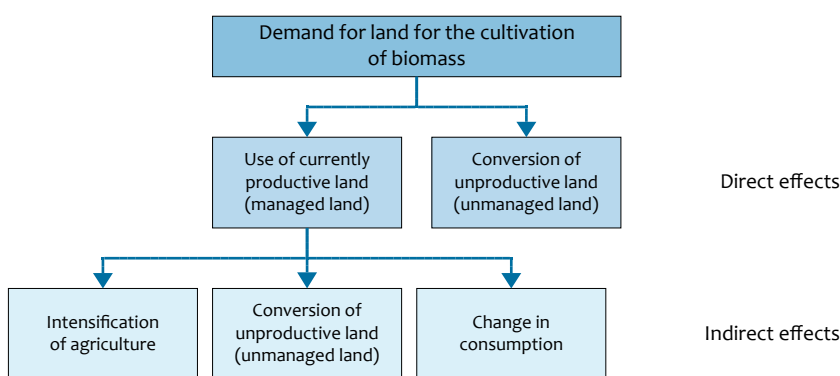 Demand for land for the cultivation
of biomass
Use of currently
productive land
(managed land)
Conversion of
unproductive land
(unmanaged land)
Direct effects
Intensification
of agriculture
Conversion of
unproductive land
(unmanaged land)
Change in
consumption
Indirect effects